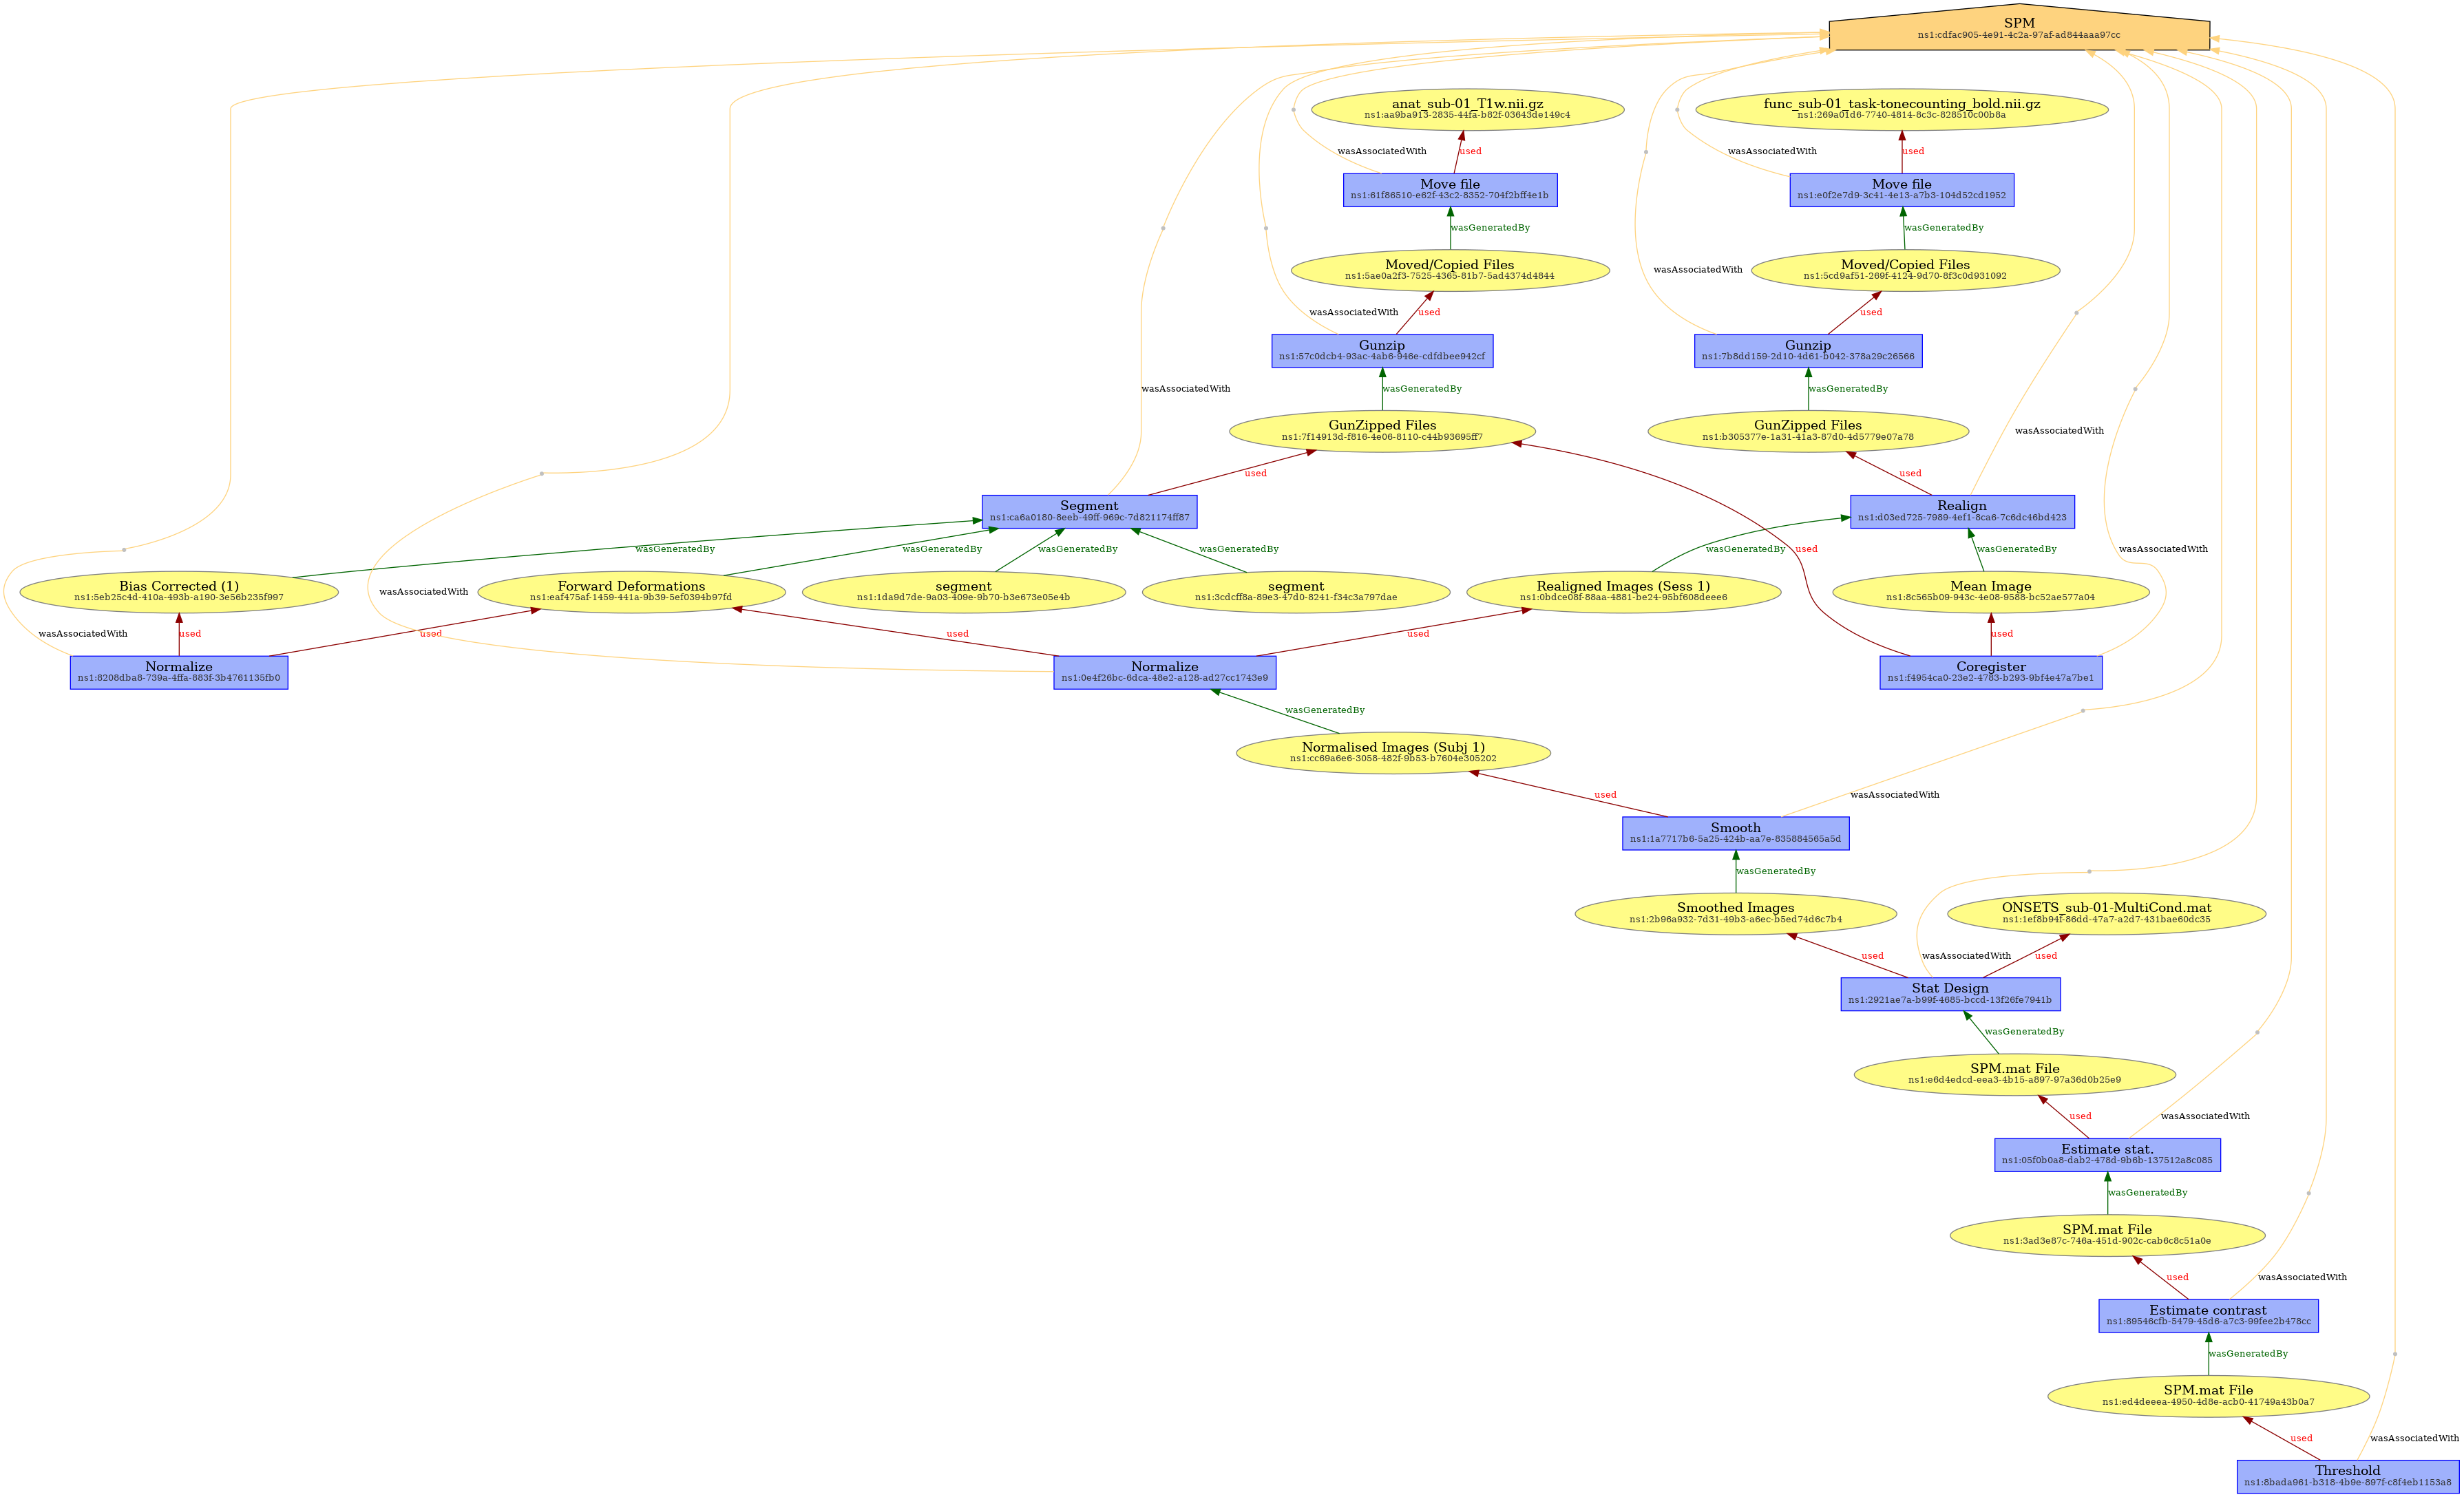 SPM
ns1:cdfac905-4e91-4c2a-97af-ad844aaa97cc
anat_sub-01_T1w.nii.gz
ns1:aa9ba913-2835-44fa-b82f-03643de149c4
func_sub-01_task-tonecounting_bold.nii.gz
ns1:269a01d6-7740-4814-8c3c-828510c00b8a
wasAssociatedWith
used
wasAssociatedWith
used
Move file
ns1:61f86510-e62f-43c2-8352-704f2bff4e1b
Move file
ns1:e0f2e7d9-3c41-4e13-a7b3-104d52cd1952
wasGeneratedBy
wasGeneratedBy
Moved/Copied Files
ns1:5ae0a2f3-7525-4365-81b7-5ad4374d4844
wasAssociatedWith
Moved/Copied Files
ns1:5cd9af51-269f-4124-9d70-8f3c0d931092
wasAssociatedWith
used
used
Gunzip
ns1:57c0dcb4-93ac-4ab6-946e-cdfdbee942cf
Gunzip
ns1:7b8dd159-2d10-4d61-b042-378a29c26566
wasAssociatedWith
wasGeneratedBy
wasGeneratedBy
GunZipped Files
ns1:7f14913d-f816-4e06-8110-c44b93695ff7
GunZipped Files
ns1:b305377e-1a31-41a3-87d0-4d5779e07a78
wasAssociatedWith
used
used
Segment
ns1:ca6a0180-8eeb-49ff-969c-7d821174ff87
Realign
ns1:d03ed725-7989-4ef1-8ca6-7c6dc46bd423
wasGeneratedBy
wasGeneratedBy
wasGeneratedBy
wasGeneratedBy
wasGeneratedBy
used
wasGeneratedBy
wasAssociatedWith
Bias Corrected (1)
ns1:5eb25c4d-410a-493b-a190-3e56b235f997
wasAssociatedWith
Forward Deformations
ns1:eaf475af-1459-441a-9b39-5ef0394b97fd
segment
ns1:1da9d7de-9a03-409e-9b70-b3e673e05e4b
segment
ns1:3cdcff8a-89e3-47d0-8241-f34c3a797dae
Realigned Images (Sess 1)
ns1:0bdce08f-88aa-4881-be24-95bf608deee6
Mean Image
ns1:8c565b09-943c-4e08-9588-bc52ae577a04
wasAssociatedWith
used
used
used
used
used
Normalize
ns1:8208dba8-739a-4ffa-883f-3b4761135fb0
Normalize
ns1:0e4f26bc-6dca-48e2-a128-ad27cc1743e9
Coregister
ns1:f4954ca0-23e2-4783-b293-9bf4e47a7be1
wasGeneratedBy
Normalised Images (Subj 1)
ns1:cc69a6e6-3058-482f-9b53-b7604e305202
used
wasAssociatedWith
Smooth
ns1:1a7717b6-5a25-424b-aa7e-835884565a5d
wasGeneratedBy
Smoothed Images
ns1:2b96a932-7d31-49b3-a6ec-b5ed74d6c7b4
ONSETS_sub-01-MultiCond.mat
ns1:1ef8b94f-86dd-47a7-a2d7-431bae60dc35
used
wasAssociatedWith
used
Stat Design
ns1:2921ae7a-b99f-4685-bccd-13f26fe7941b
wasGeneratedBy
SPM.mat File
ns1:e6d4edcd-eea3-4b15-a897-97a36d0b25e9
used
wasAssociatedWith
Estimate stat.
ns1:05f0b0a8-dab2-478d-9b6b-137512a8c085
wasGeneratedBy
SPM.mat File
ns1:3ad3e87c-746a-451d-902c-cab6c8c51a0e
used
wasAssociatedWith
Estimate contrast
ns1:89546cfb-5479-45d6-a7c3-99fee2b478cc
wasGeneratedBy
SPM.mat File
ns1:ed4deeea-4950-4d8e-acb0-41749a43b0a7
used
wasAssociatedWith
Threshold
ns1:8bada961-b318-4b9e-897f-c8f4eb1153a8